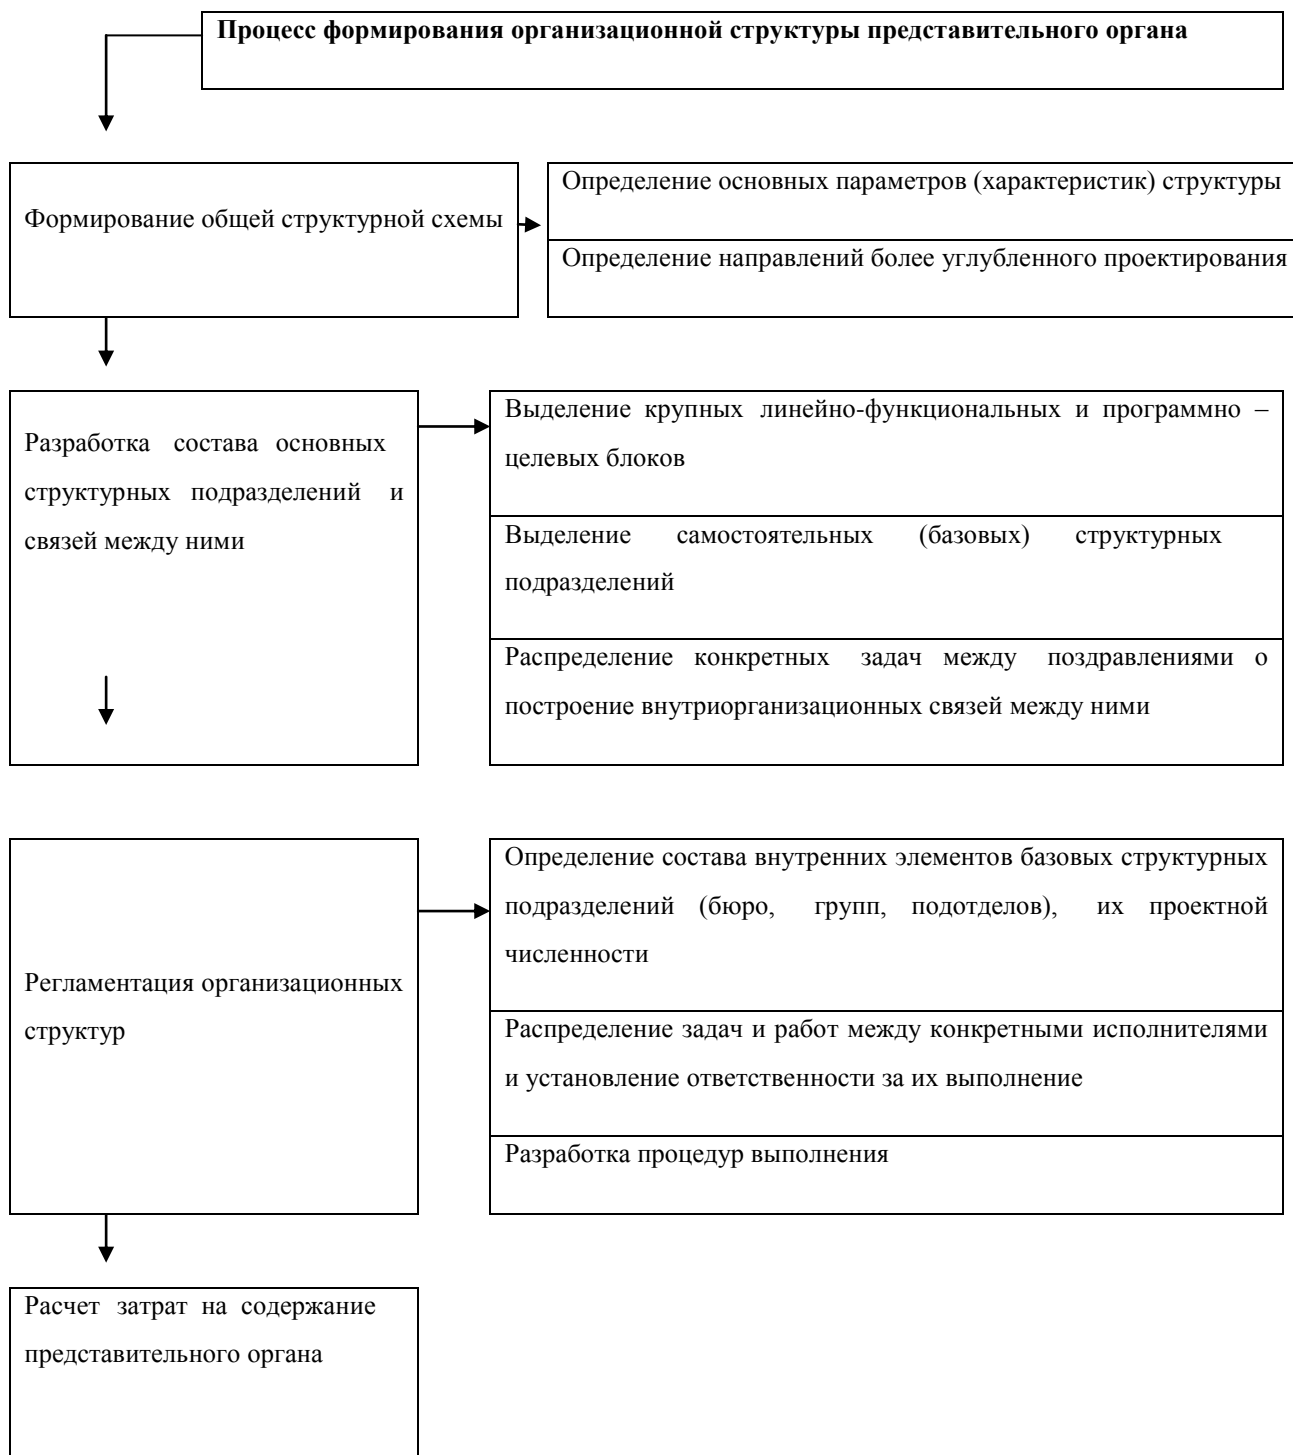 Процесс формирования организационной структуры представительного органа
Формирование общей структурной схемы
Определение основных параметров (характеристик) структуры
Определение направлений более углубленного проектирования
Разработка состава основных
структурных подразделений и
связей между ними
Выделение крупных линейно-функциональных и программно –
целевых блоков
Выделение самостоятельных (базовых) структурных
подразделений
Распределение конкретных задач между поздравлениями о
построение внутриорганизационных связей между ними
Регламентация организационных
структур
Определение состава внутренних элементов базовых структурных
подразделений (бюро, групп, подотделов), их проектной
численности
Распределение задач и работ между конкретными исполнителями
и установление ответственности за их выполнение
Разработка процедур выполнения
Расчет затрат на содержание
представительного органа